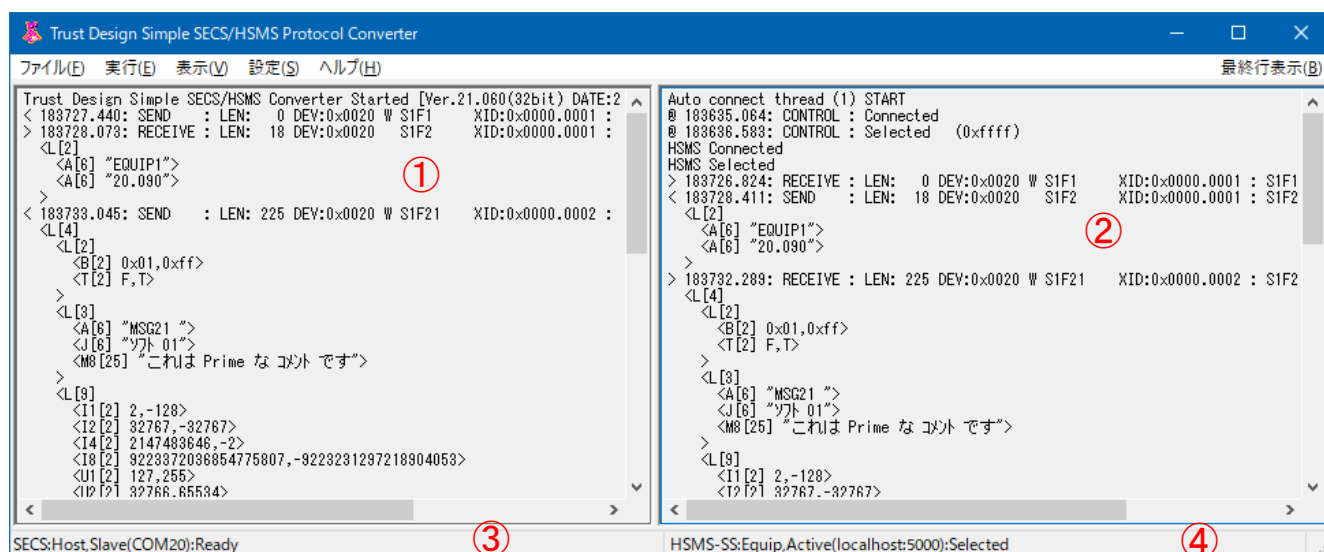 Trust Design Simple SECS/HSMS Protocol Converter
ファイル(F) 実行(E) 表示(V) 設定(S) ヘルプ(H) 最終行表示(B)
Trust Design Simple SECS/HSMS Converter Started [Ver.21.060(32bit) DATE:2
< 183727.440: SEND : LEN: 0 DEV:0x0020 W S1F1 XID:0x0000.0001 :
> 183728.073: RECEIVE : LEN: 18 DEV:0x0020 S1F2 XID:0x0000.0001 :
<L[2]
<A[6] "EQUIP1">
<A[6] "20.090">
>
①
< 183733.045: SEND : LEN: 225 DEV:0x0020 W S1F21 XID:0x0000.0002 :
<L[4]
<L[2]
<B[2] 0x01,0xff>
<T[2] F,T>
>
<L[3]
<A[6] "MSG21 ">
<J[6] "ソフト 01">
<M8[25] "これは Prime な コメント です">
>
<L[9]
<I1[2] 2,-128>
<I2[2] 32767,-32767>
<I4[2] 2147483646,-2>
<I8[2] 9223372036854775807,-9223231297218904053>
<U1[2] 127,255>
<U2[2] 32766,65534>
Auto connect thread (1) START
@ 183635.064: CONTROL : Connected
@ 183636.583: CONTROL : Selected (0xffff)
HSMS Connected
HSMS Selected
> 183726.824: RECEIVE : LEN: 0 DEV:0x0020 W S1F1 XID:0x0000.0001 : S1F1
< 183728.411: SEND : LEN: 18 DEV:0x0020 S1F2 XID:0x0000.0001 : S1F2
<L[2]
<A[6] "EQUIP1">
<A[6] "20.090">
>
②
> 183732.289: RECEIVE : LEN: 225 DEV:0x0020 W S1F21 XID:0x0000.0002 : S1F2
<L[4]
<L[2]
<B[2] 0x01,0xff>
<T[2] F,T>
>
<L[3]
<A[6] "MSG21 ">
<J[6] "ソフト 01">
<M8[25] "これは Prime な コメント です">
>
<L[9]
<I1[2] 2,-128>
<I2[2] 32767,-32767>
SECS:Host,Slave(COM20):Ready ③
HSMS-SS:Equip,Active(localhost:5000):Selected ④